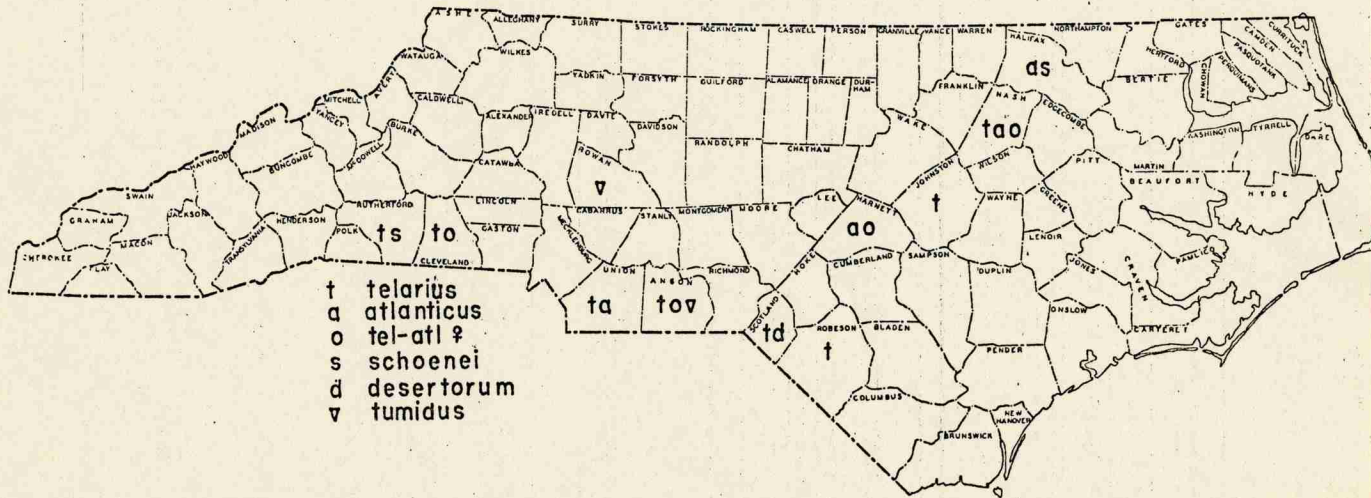 ASHE
ALLEGHANY
SURRY
STOKES
ROCKINGHAM
CASWELL
PERSON
GRANVILLE
VANCE
WARREN
HALIFAX
NORTHAMPTON
GATES
CURRITUCK
CAMDEN
PASQUOTANK
PERQUIMANS
CHOWAN
HERTFORD
BERTIE
WATAUGA
WILKES
YADKIN
FORSYTH
GUILFORD
ALAMANCE
ORANGE
DUR-
HAM
FRANKLIN
NASH
EDGECOMBE
as
MITCHELL
AVERY
CALDWELL
ALEXANDER
IREDELL
DAVIE
DAVIDSON
RANDOLPH
CHATHAM
WAKE
tao
WILSON
PITT
MARTIN
WASHINGTON
TYRRELL
DARE
MADISON
YANCEY
BURKE
MCDOWELL
CATAWBA
ROWAN
∇
HAYWOOD
BUNCOMBE
SWAIN
GRAHAM
JACKSON
MACON
CHEROKEE
CLAY
TRANSYLVANIA
HENDERSON
POLK
RUTHERFORD
ts
to
CLEVELAND
LINCOLN
GASTON
MECKLENBURG
CABARRUS
STANLY
MONTGOMERY
MOORE
LEE
HARNETT
ao
JOHNSTON
t
WAYNE
GREENE
LENOIR
BEAUFORT
HYDE
PAMLICO
CRAVEN
JONES
CARTERET
ONSLOW
DUPLIN
SAMPSON
CUMBERLAND
HOKE
UNION
ta
ANSON
to∇
RICHMOND
SCOTLAND
td
ROBESON
t
BLADEN
PENDER
COLUMBUS
NEW
HANOVER
BRUNSWICK
t telarius
a atlanticus
o tel-atl ♀
s schoenei
d desertorum
∇ tumidus